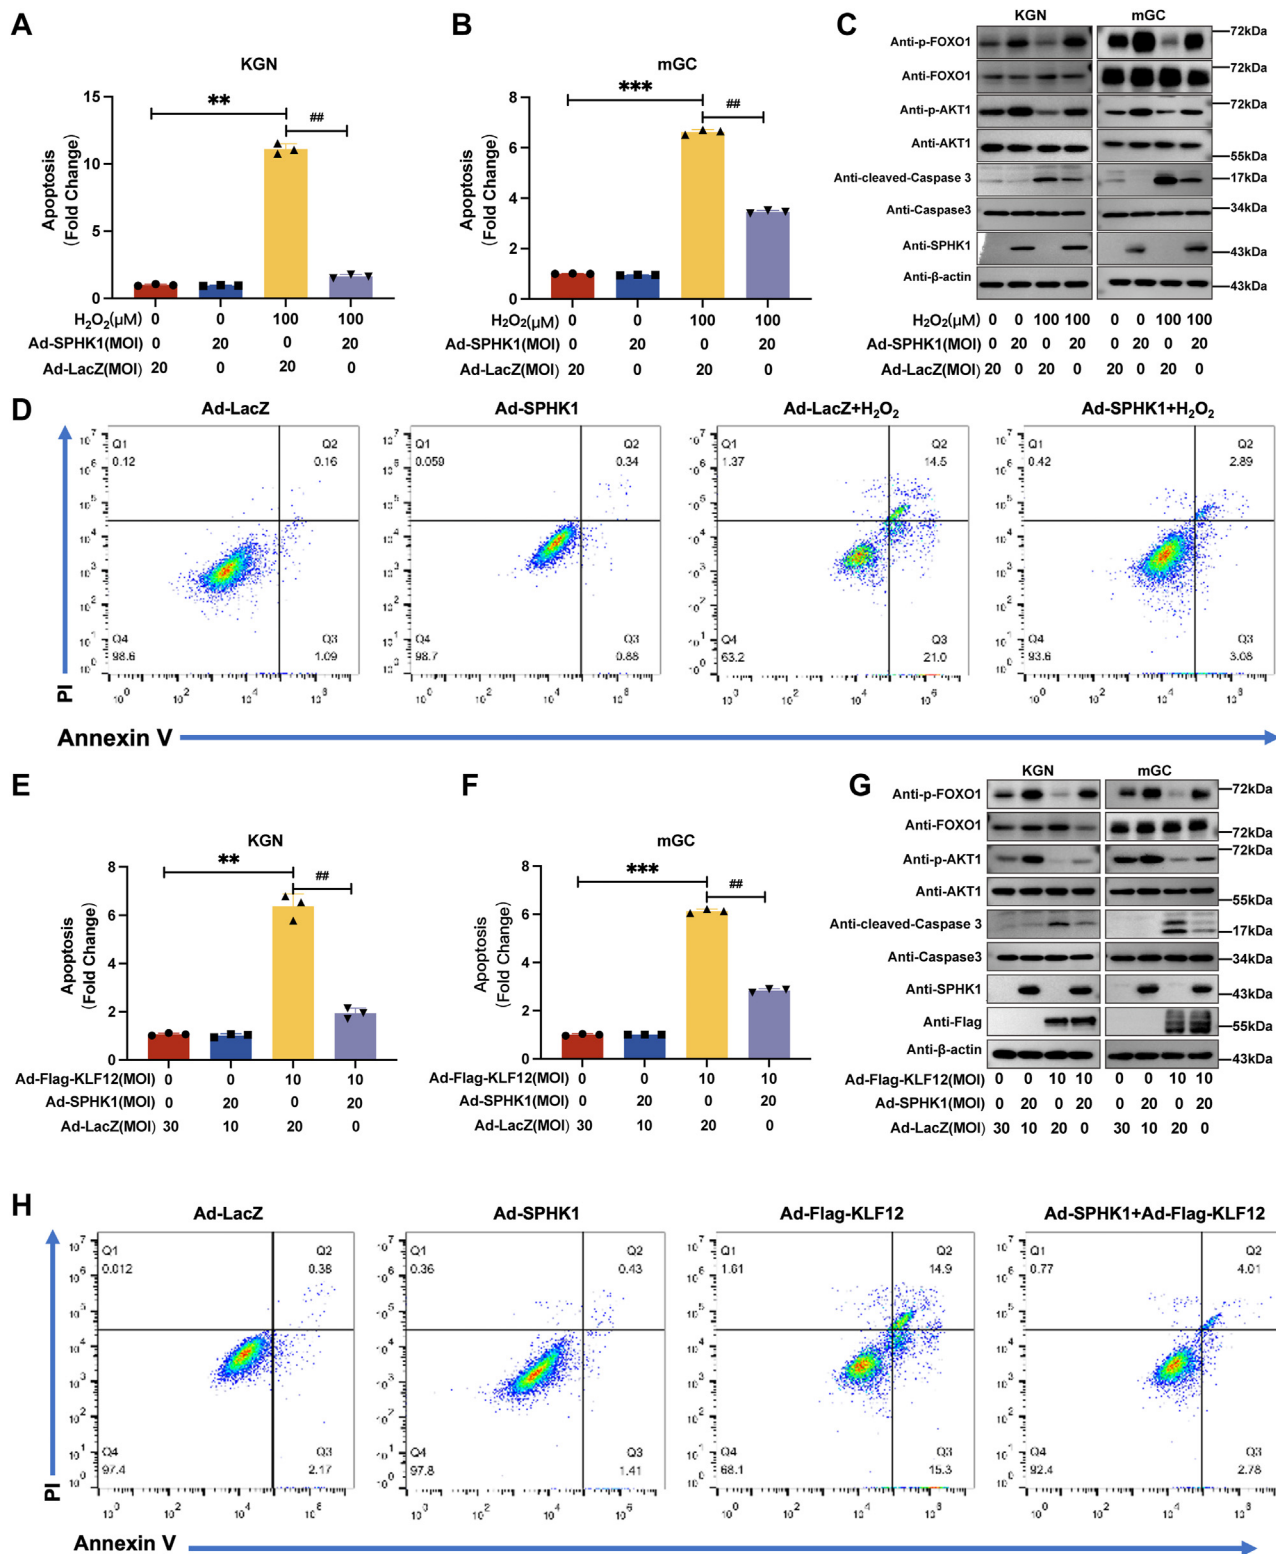 A
KGN
**
##
Apoptosis
(Fold Change)
15
10
5
0
H2O2(μM) 0 0 100 100
Ad-SPHK1(MOI) 0 20 0 20
Ad-LacZ(MOI) 20 0 20 0
B
mGC
***
##
Apoptosis
(Fold Change)
8
6
4
2
0
H2O2(μM) 0 0 100 100
Ad-SPHK1(MOI) 0 20 0 20
Ad-LacZ(MOI) 20 0 20 0
C
KGN mGC
Anti-p-FOXO1 72kDa
Anti-FOXO1 72kDa
Anti-p-AKT1 72kDa
Anti-AKT1 55kDa
Anti-cleaved-Caspase 3 17kDa
Anti-Caspase3 34kDa
Anti-SPHK1 43kDa
Anti-β-actin 43kDa
H2O2(μM) 0 0 100 100 0 0 100 100
Ad-SPHK1(MOI) 0 20 0 20 0 20 0 20
Ad-LacZ(MOI) 20 0 20 0 20 0 20 0
D
Ad-LacZ
Q1 0.12
Q2 0.16
Q4 98.6
Q3 1.09
Ad-SPHK1
Q1 0.059
Q2 0.34
Q4 98.7
Q3 0.88
Ad-LacZ+H2O2
Q1 1.37
Q2 14.5
Q4 63.2
Q3 21.0
Ad-SPHK1+H2O2
Q1 0.42
Q2 2.89
Q4 93.6
Q3 3.08
PI
Annexin V
E
KGN
**
##
Apoptosis
(Fold Change)
8
6
4
2
0
Ad-Flag-KLF12(MOI) 0 0 10 10
Ad-SPHK1(MOI) 0 20 0 20
Ad-LacZ(MOI) 30 10 20 0
F
mGC
***
##
Apoptosis
(Fold Change)
8
6
4
2
0
Ad-Flag-KLF12(MOI) 0 0 10 10
Ad-SPHK1(MOI) 0 20 0 20
Ad-LacZ(MOI) 30 10 20 0
G
KGN mGC
Anti-p-FOXO1 72kDa
Anti-FOXO1 72kDa
Anti-p-AKT1 72kDa
Anti-AKT1 55kDa
Anti-cleaved-Caspase 3 17kDa
Anti-Caspase3 34kDa
Anti-SPHK1 43kDa
Anti-Flag 55kDa
Anti-β-actin 43kDa
Ad-Flag-KLF12(MOI) 0 0 10 10 0 0 10 10
Ad-SPHK1(MOI) 0 20 0 20 0 20 0 20
Ad-LacZ(MOI) 30 10 20 0 30 10 20 0
H
Ad-LacZ
Q1 0.012
Q2 0.38
Q4 97.4
Q3 2.17
Ad-SPHK1
Q1 0.36
Q2 0.43
Q4 97.8
Q3 1.41
Ad-Flag-KLF12
Q1 1.61
Q2 14.9
Q4 68.1
Q3 15.3
Ad-SPHK1+Ad-Flag-KLF12
Q1 0.77
Q2 4.01
Q4 92.4
Q3 2.78
PI
Annexin V